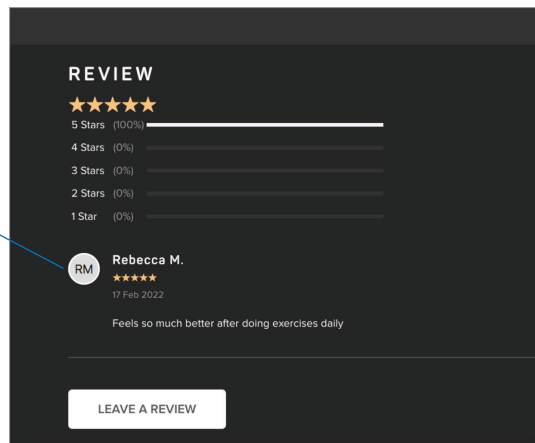 REVIEW
5 Stars (100%)
4 Stars (0%)
3 Stars (0%)
2 Stars (0%)
1 Star (0%)
RM
Rebecca M.
17 Feb 2022
Feels so much better after doing exercises daily
LEAVE A REVIEW